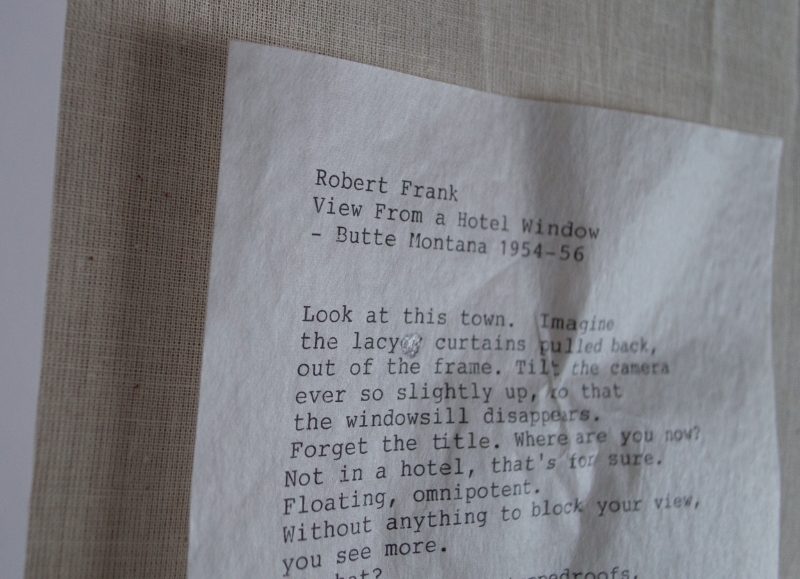 Robert Frank
View From a Hotel Window
- Butte Montana 1954-56
Look at this town. Imagine
the lacy curtains pulled back,
out of the frame. Tilt the camera
ever so slightly up, so that
the windowsill disappears.
Forget the title. Where are you now?
Not in a hotel, that's for sure.
Floating, omnipotent.
Without anything to block your view,
you see more.